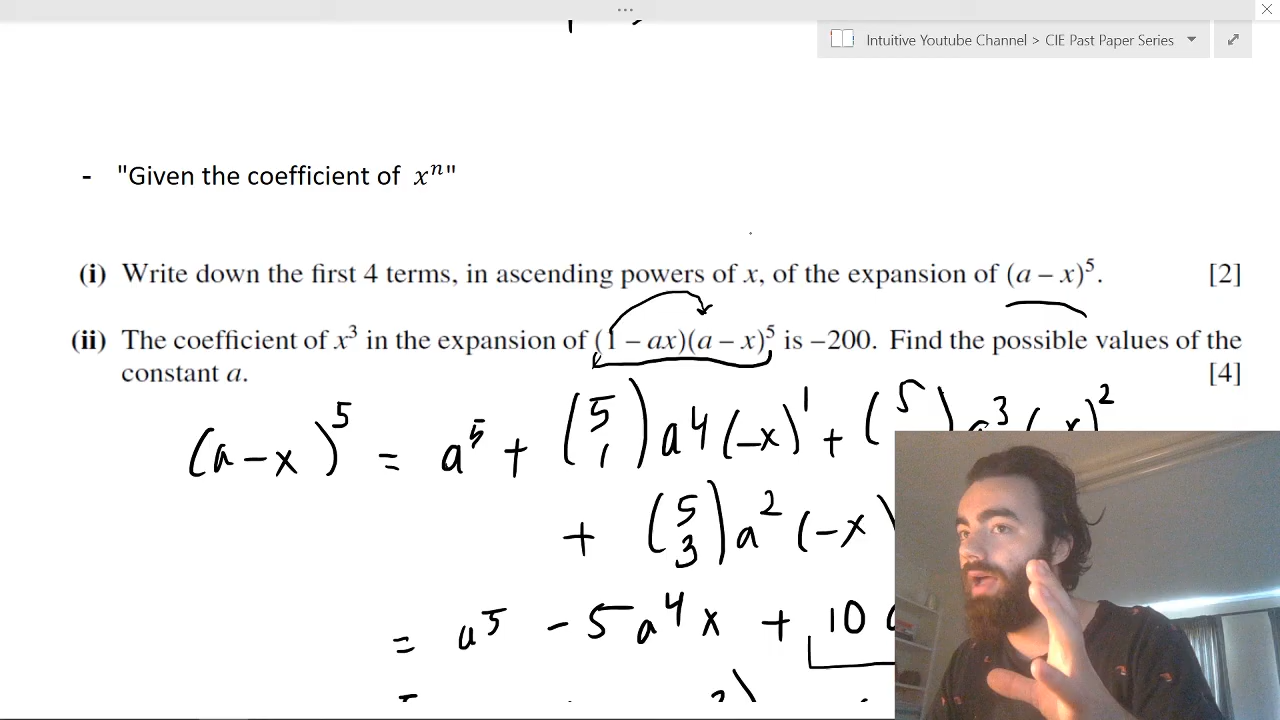 Intuitive Youtube Channel > CIE Past Paper Series
- "Given the coefficient of xⁿ"
(i) Write down the first 4 terms, in ascending powers of x, of the expansion of (a − x)⁵. [2]
(ii) The coefficient of x³ in the expansion of (1 − ax)(a − x)⁵ is −200. Find the possible values of the
constant a. [4]
(a − x)⁵ = a⁵ + (5 1) a⁴ (−x)¹ + (5 ) a³ ( x)²
+ (5 3) a² (−x)
= a⁵ − 5a⁴x + 10